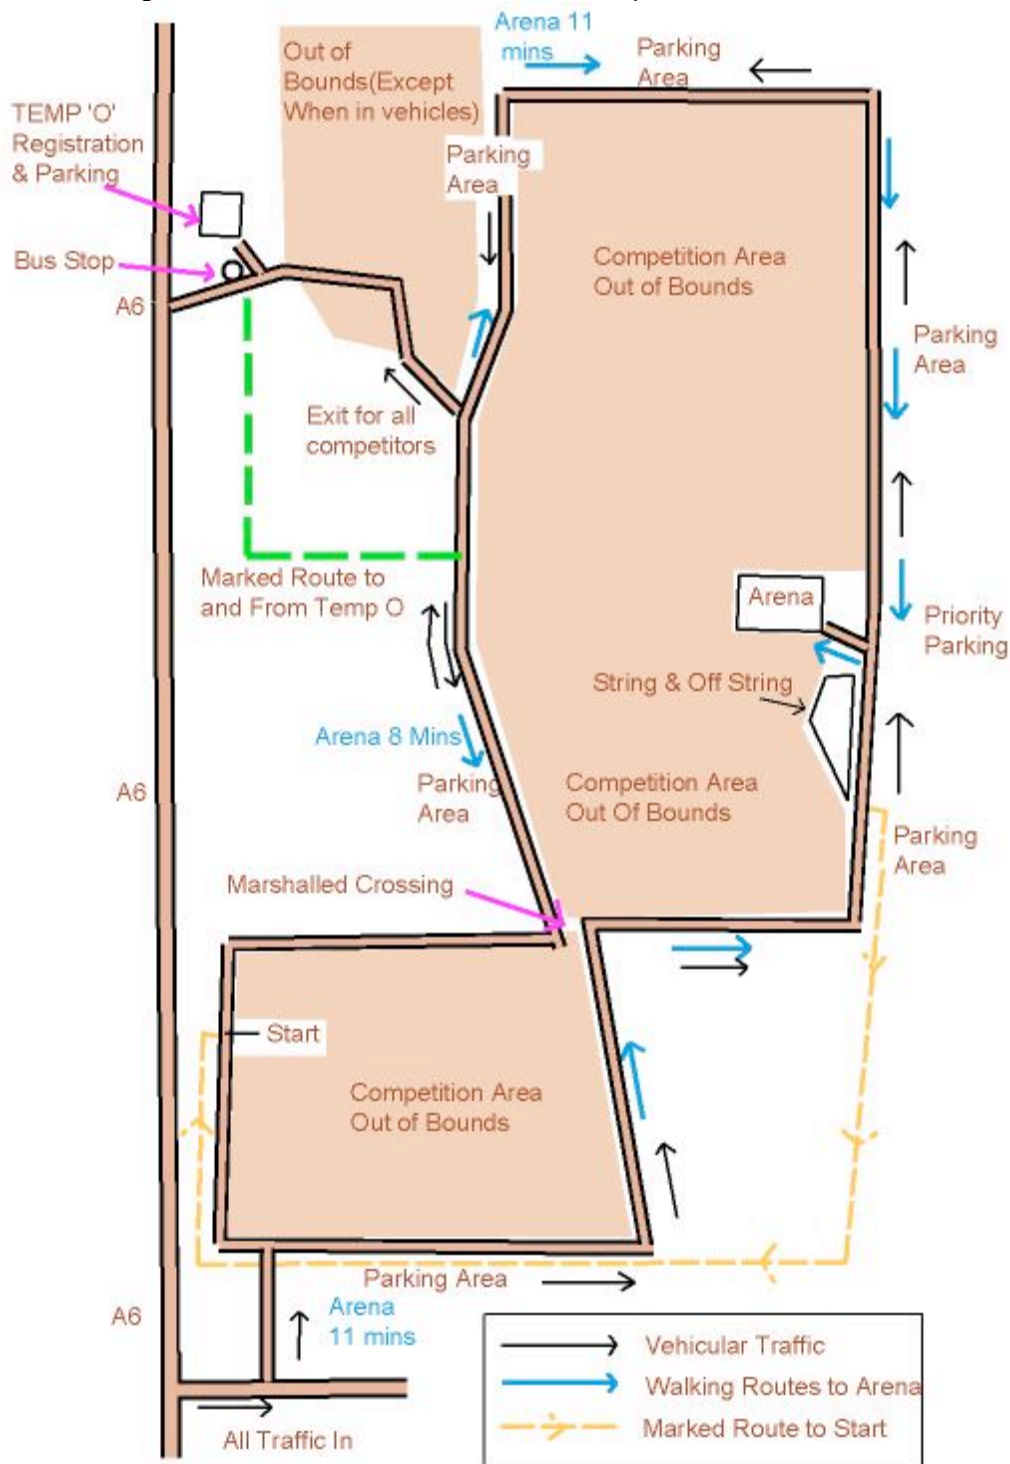 Arena 11
mins
Parking
Area
Out of
Bounds(Except
When in vehicles)
TEMP 'O'
Registration
& Parking
Parking
Area
Bus Stop
Competition Area
Out of Bounds
A6
Parking
Area
Exit for all
competitors
Marked Route to
and From Temp O
Arena
Priority
Parking
String & Off String
Arena 8 Mins
Parking
Area
Competition Area
Out Of Bounds
A6
Parking
Area
Marshalled Crossing
Start
Competition Area
Out of Bounds
Parking Area
Arena
11 mins
A6
Vehicular Traffic
Walking Routes to Arena
Marked Route to Start
All Traffic In